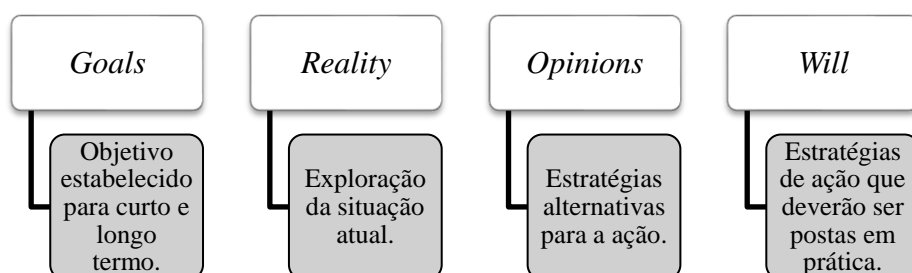 Goals
Objetivo
estabelecido
para curto e
longo
termo.
Reality
Exploração
da situação
atual.
Opinions
Estratégias
alternativas
para a ação.
Will
Estratégias
de ação que
deverão ser
postas em
prática.